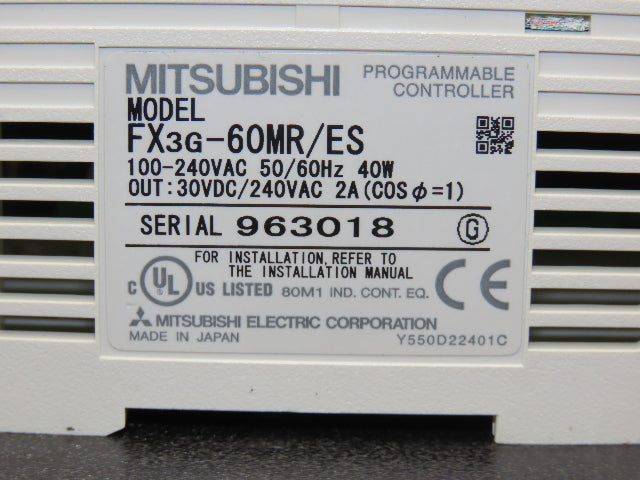 MITSUBISHI
PROGRAMMABLE
CONTROLLER
MODEL
FX3G-60MR/ES
100-240VAC 50/60Hz 40W
OUT:30VDC/240VAC 2A(COSφ=1)
SERIAL 963018
G
FOR INSTALLATION, REFER TO
THE INSTALLATION MANUAL
C UL US LISTED 80M1 IND. CONT. EQ. CE
MITSUBISHI ELECTRIC CORPORATION
MADE IN JAPAN
Y550D22401C